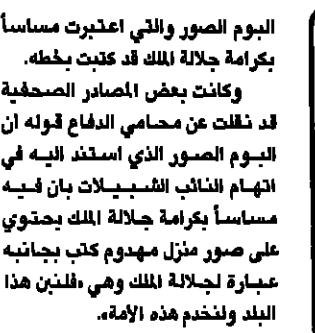 البوم الصور والتي اعتبرت مساساً
بكرامة جلالة الملك قد كتبت بخطه.
وكانت بعض المصادر الصحفية
قد نقلت عن محامي الدفاع قوله ان
البوم الصور الذي استند اليه في
اتهام النائب الشبيلات بان فيه
مساساً بكرامة جلالة الملك يحتوي
على صور منزل مهدوم كتب بجانبه
عبارة لجلالة الملك وهي «فلنبن هذا
البلد ولنخدم هذه الأمة».